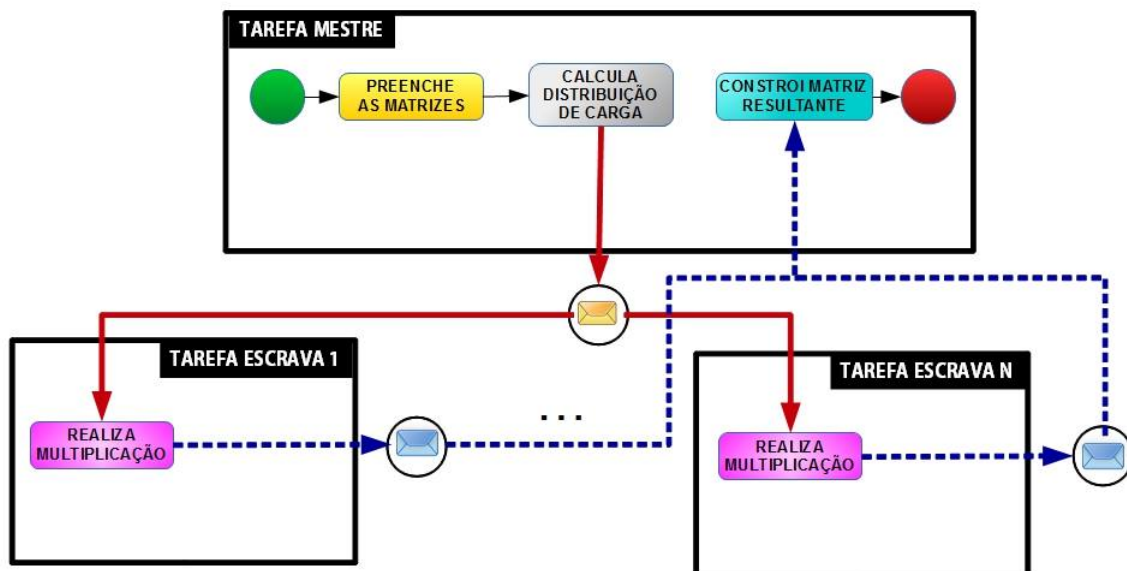 TAREFA MESTRE
PREENCHE
AS MATRIZES
CALCULA
DISTRIBUIÇÃO
DE CARGA
CONSTROI MATRIZ
RESULTANTE
TAREFA ESCRAVA 1
REALIZA
MULTIPLICAÇÃO
...
TAREFA ESCRAVA N
REALIZA
MULTIPLICAÇÃO